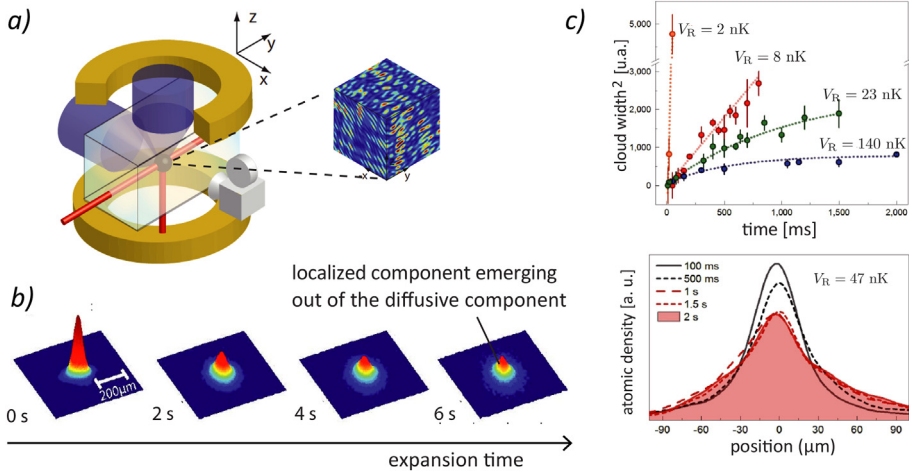 a)
z
y
x
x
y
b)
localized component emerging
out of the diffusive component
200μm
0 s
2 s
4 s
6 s
expansion time
c)
cloud width² [u.a.]
5,000
3,000
2,000
1,000
0
V_R = 2 nK
V_R = 8 nK
V_R = 23 nK
V_R = 140 nK
0
500
1,000
1,500
2,000
time [ms]
atomic density [a. u.]
100 ms
500 ms
1 s
1.5 s
2 s
V_R = 47 nK
-90
-60
-30
0
30
60
90
position (μm)